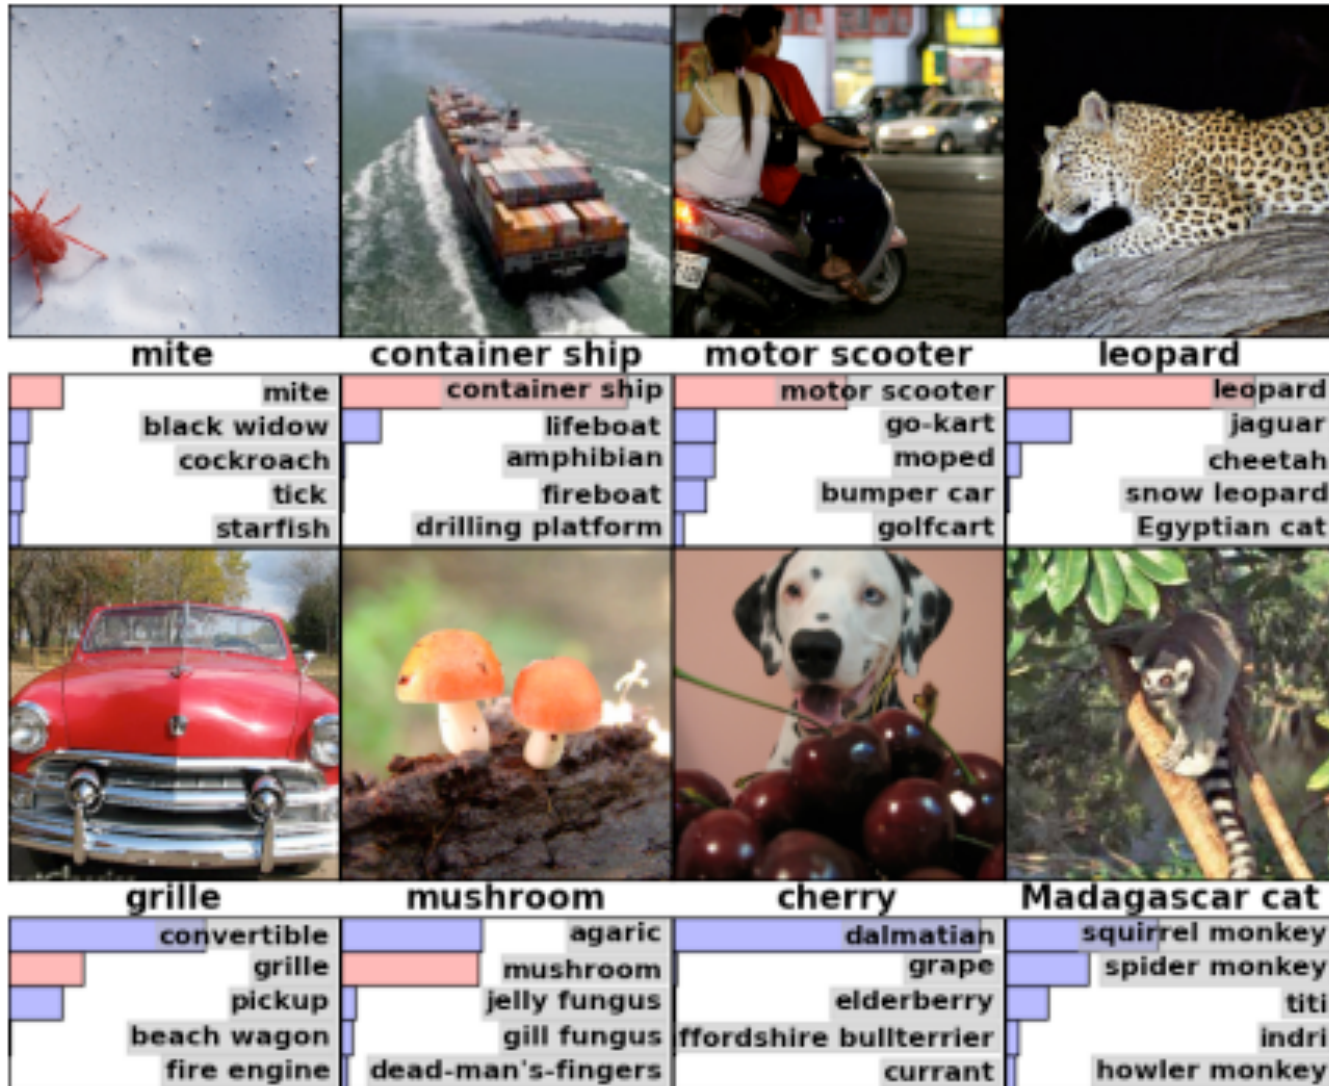 mite
container ship
motor scooter
leopard
mite
black widow
cockroach
tick
starfish
container ship
lifeboat
amphibian
fireboat
drilling platform
motor scooter
go-kart
moped
bumper car
golfcart
leopard
jaguar
cheetah
snow leopard
Egyptian cat
grille
mushroom
cherry
Madagascar cat
convertible
grille
pickup
beach wagon
fire engine
agaric
mushroom
jelly fungus
gill fungus
dead-man's-fingers
dalmatian
grape
elderberry
ffordshire bullterrier
currant
squirrel monkey
spider monkey
titi
indri
howler monkey